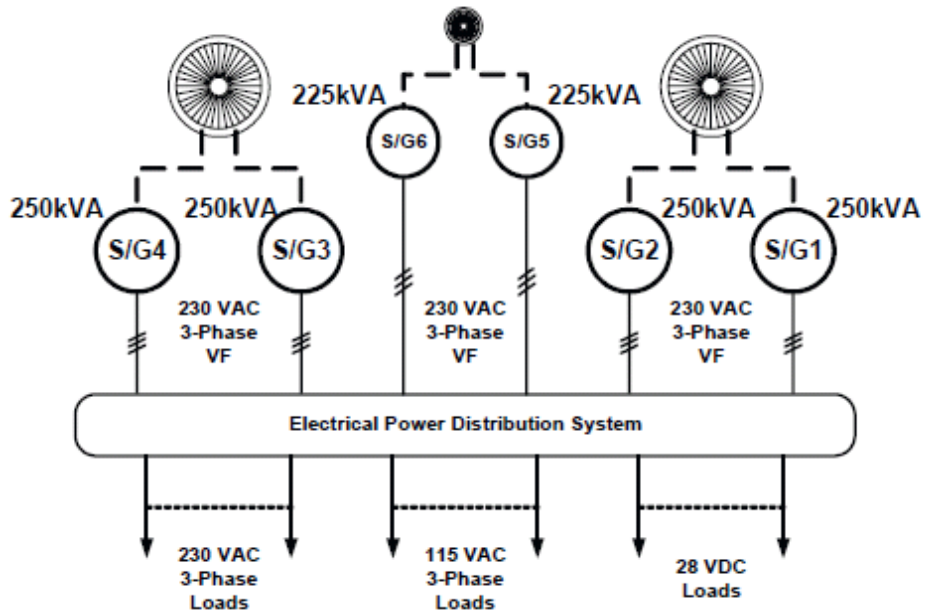 225kVA
225kVA
S/G6
S/G5
250kVA
250kVA
250kVA
250kVA
S/G4
S/G3
S/G2
S/G1
230 VAC
3-Phase
VF
230 VAC
3-Phase
VF
230 VAC
3-Phase
VF
Electrical Power Distribution System
230 VAC
3-Phase
Loads
115 VAC
3-Phase
Loads
28 VDC
Loads